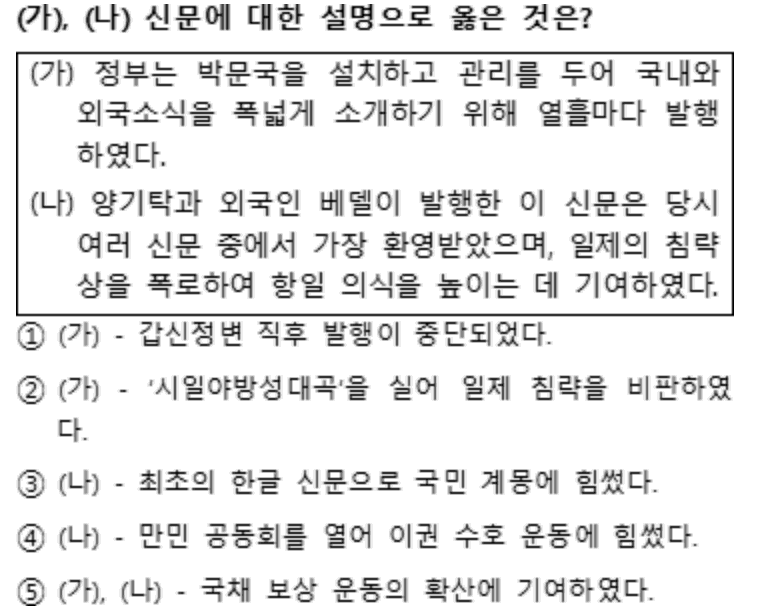 (가), (나) 신문에 대한 설명으로 옳은 것은?
(가) 정부는 박문국을 설치하고 관리를 두어 국내와
외국소식을 폭넓게 소개하기 위해 열흘마다 발행
하였다.
(나) 양기탁과 외국인 베델이 발행한 이 신문은 당시
여러 신문 중에서 가장 환영받았으며, 일제의 침략
상을 폭로하여 항일 의식을 높이는 데 기여하였다.
① (가) - 갑신정변 직후 발행이 중단되었다.
② (가) - '시일야방성대곡'을 실어 일제 침략을 비판하였
다.
③ (나) - 최초의 한글 신문으로 국민 계몽에 힘썼다.
④ (나) - 만민 공동회를 열어 이권 수호 운동에 힘썼다.
⑤ (가), (나) - 국채 보상 운동의 확산에 기여하였다.